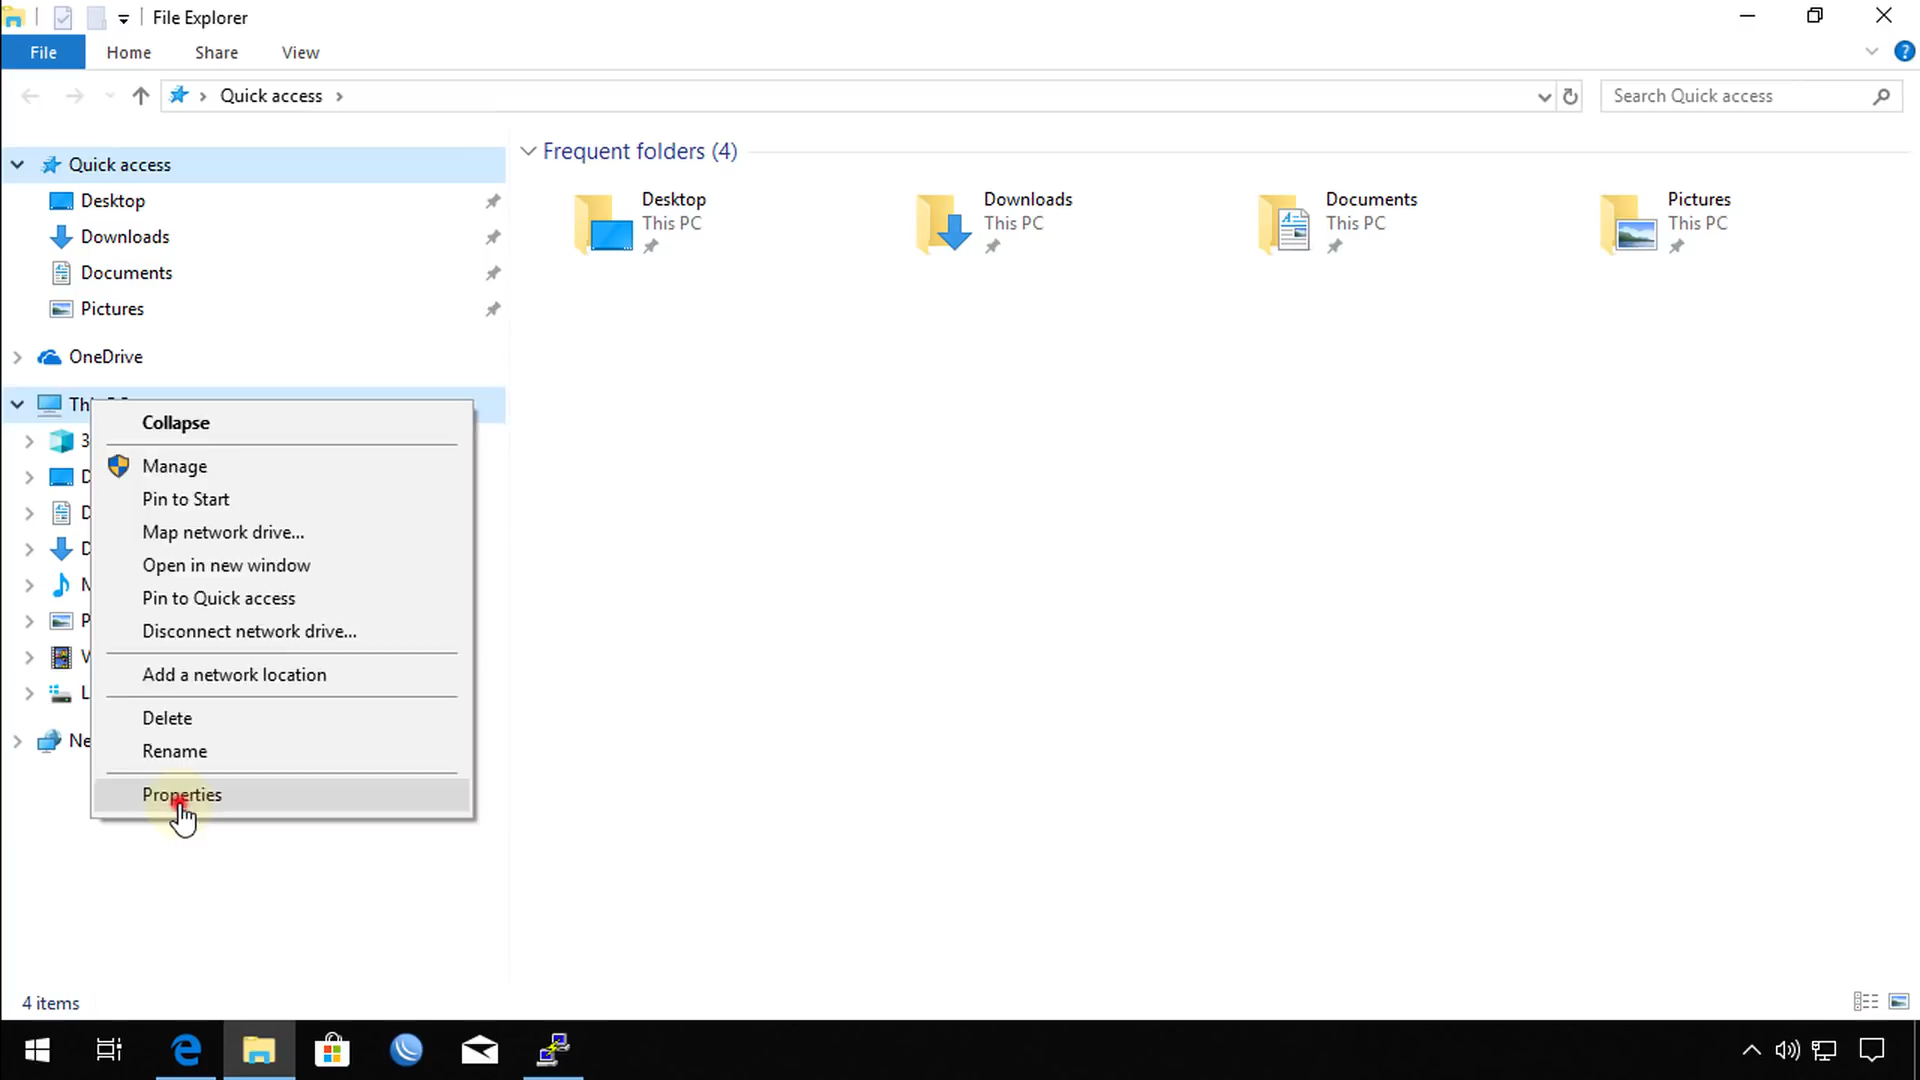 File Explorer
File Home Share View
Quick access
Search Quick access
Quick access
Desktop
Downloads
Documents
Pictures
OneDrive
Collapse
Manage
Pin to Start
Map network drive...
Open in new window
Pin to Quick access
Disconnect network drive...
Add a network location
Delete
Rename
Properties
Frequent folders (4)
Desktop
This PC
Downloads
This PC
Documents
This PC
Pictures
This PC
4 items